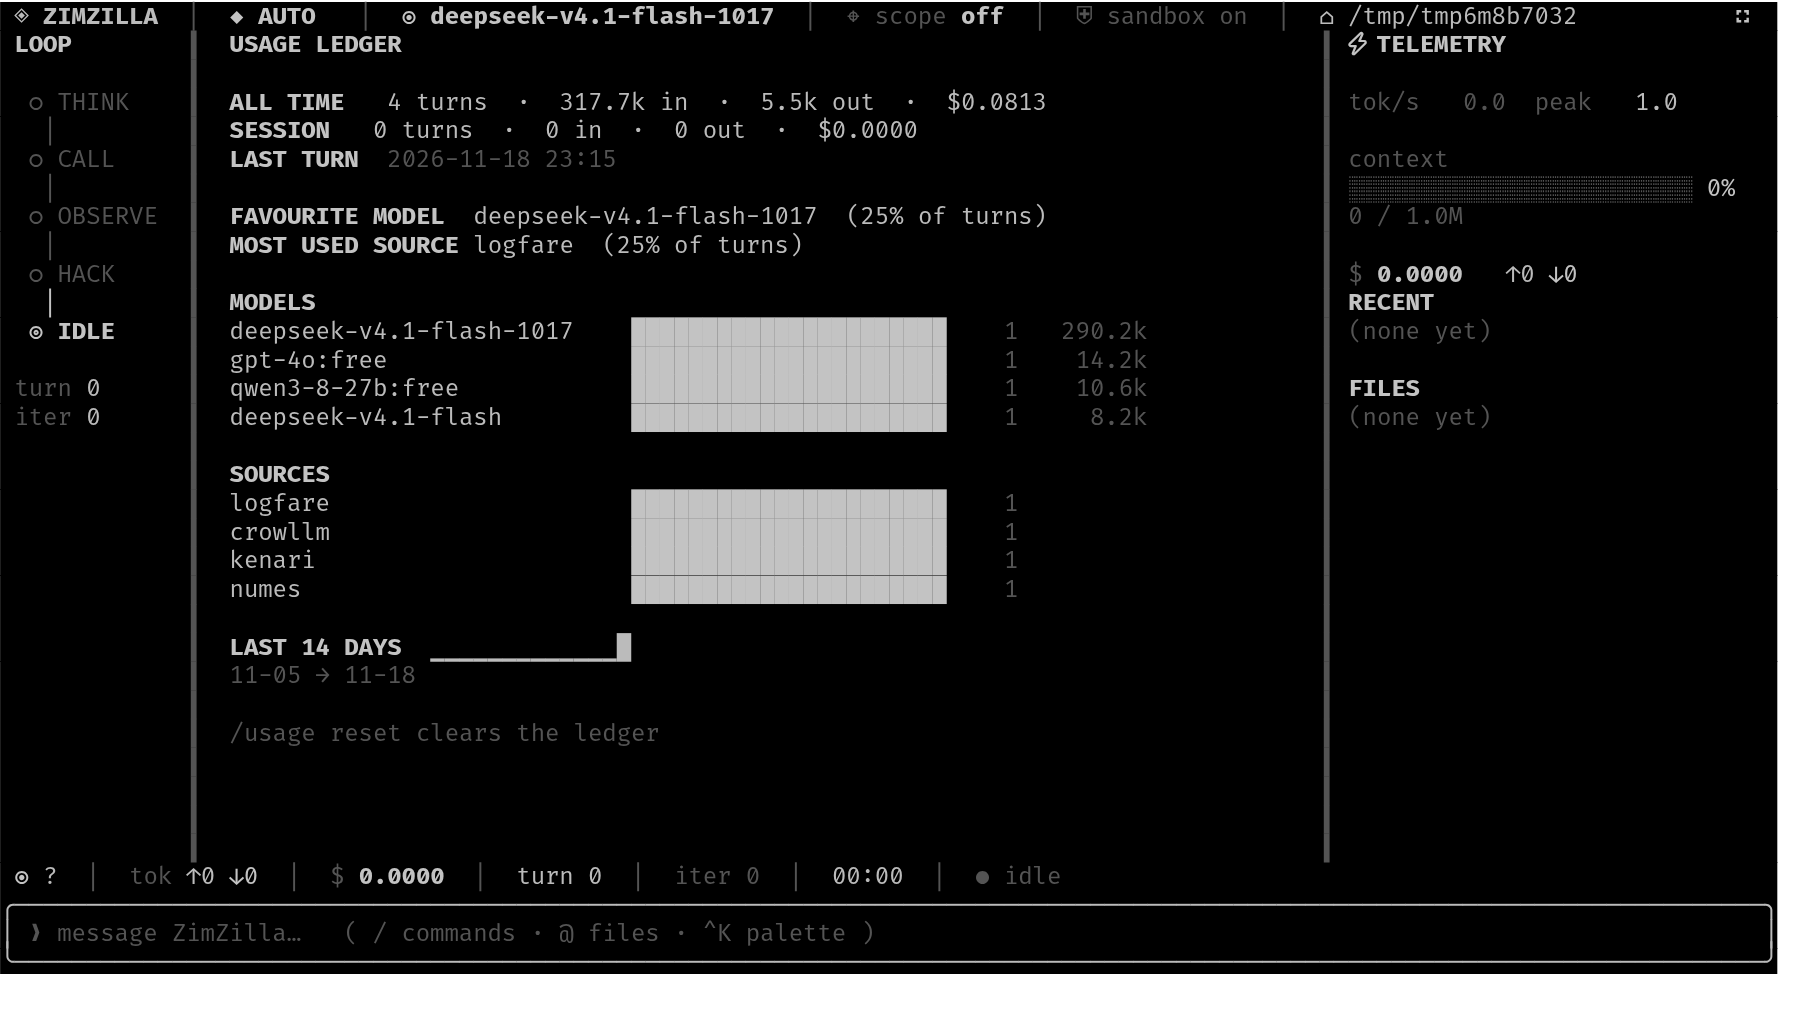 ◈ ZIMZILLA │ ◆ AUTO │ ◉ deepseek-v4.1-flash-1017 │ ⌖ scope off │ ⛨ sandbox on │ ⌂ /tmp/tmp6m8b7032
LOOP
○ THINK
○ CALL
○ OBSERVE
○ HACK
◉ IDLE
turn 0
iter 0
USAGE LEDGER
ALL TIME 4 turns · 317.7k in · 5.5k out · $0.0813
SESSION 0 turns · 0 in · 0 out · $0.0000
LAST TURN 2026-11-18 23:15
FAVOURITE MODEL deepseek-v4.1-flash-1017 (25% of turns)
MOST USED SOURCE logfare (25% of turns)
MODELS
deepseek-v4.1-flash-1017 1 290.2k
gpt-4o:free 1 14.2k
qwen3-8-27b:free 1 10.6k
deepseek-v4.1-flash 1 8.2k
SOURCES
logfare 1
crowllm 1
kenari 1
numes 1
LAST 14 DAYS
11-05 → 11-18
/usage reset clears the ledger
TELEMETRY
tok/s 0.0 peak 1.0
context
0%
0 / 1.0M
$ 0.0000 ↑0 ↓0
RECENT
(none yet)
FILES
(none yet)
◉ ? │ tok ↑0 ↓0 │ $ 0.0000 │ turn 0 │ iter 0 │ 00:00 │ ● idle
❫ message ZimZilla… ( / commands · @ files · ^K palette )